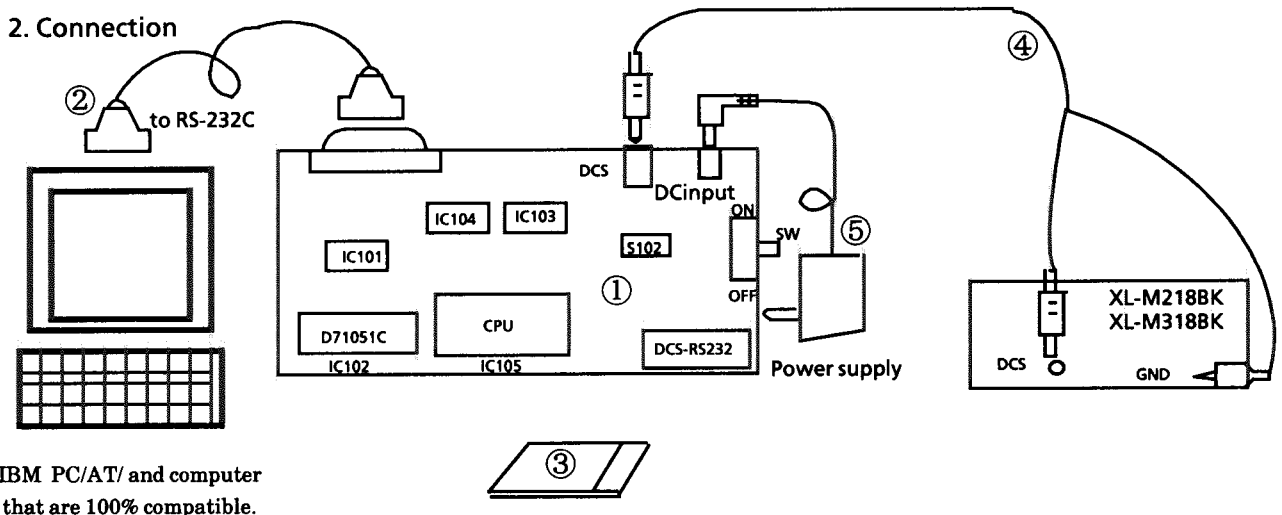 2. Connection
④
②
to RS-232C
DCS
DCinput
ON
IC104
IC103
SW
⑤
S102
IC101
①
OFF
XL-M218BK
XL-M318BK
D71051C
CPU
DCS-RS232
DCS
GND
IC102
IC105
Power supply
③
IBM PC/AT/ and computer
that are 100% compatible.